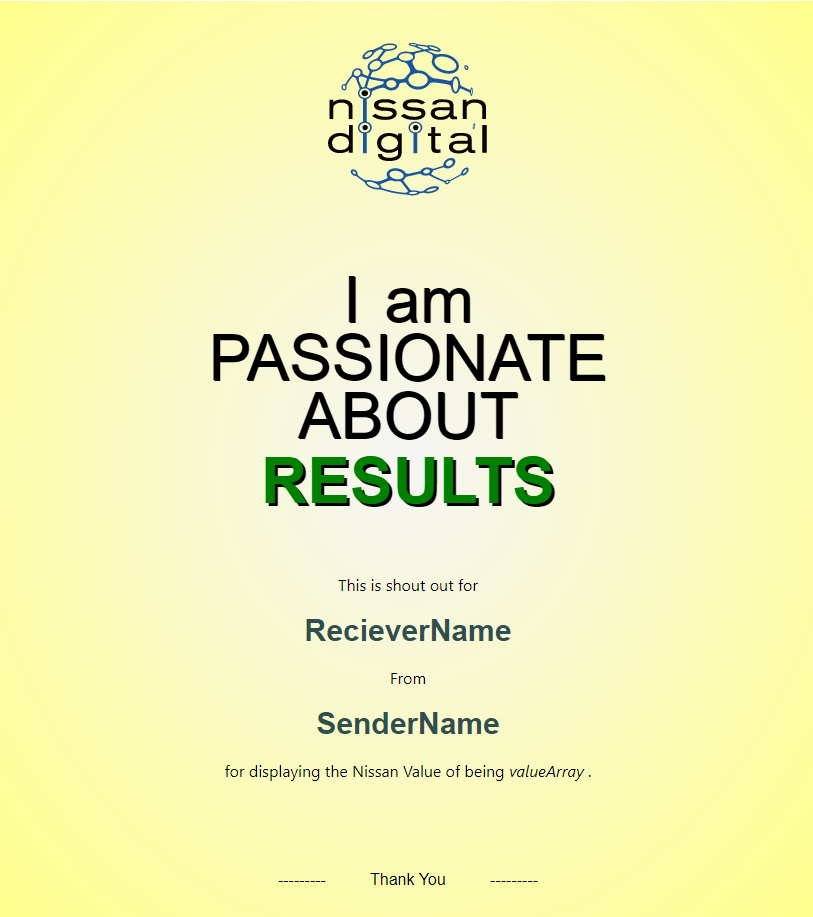 nissan
digital
I am
PASSIONATE
ABOUT
RESULTS
This is shout out for
RecieverName
From
SenderName
for displaying the Nissan Value of being valueArray .
--------- Thank You ---------